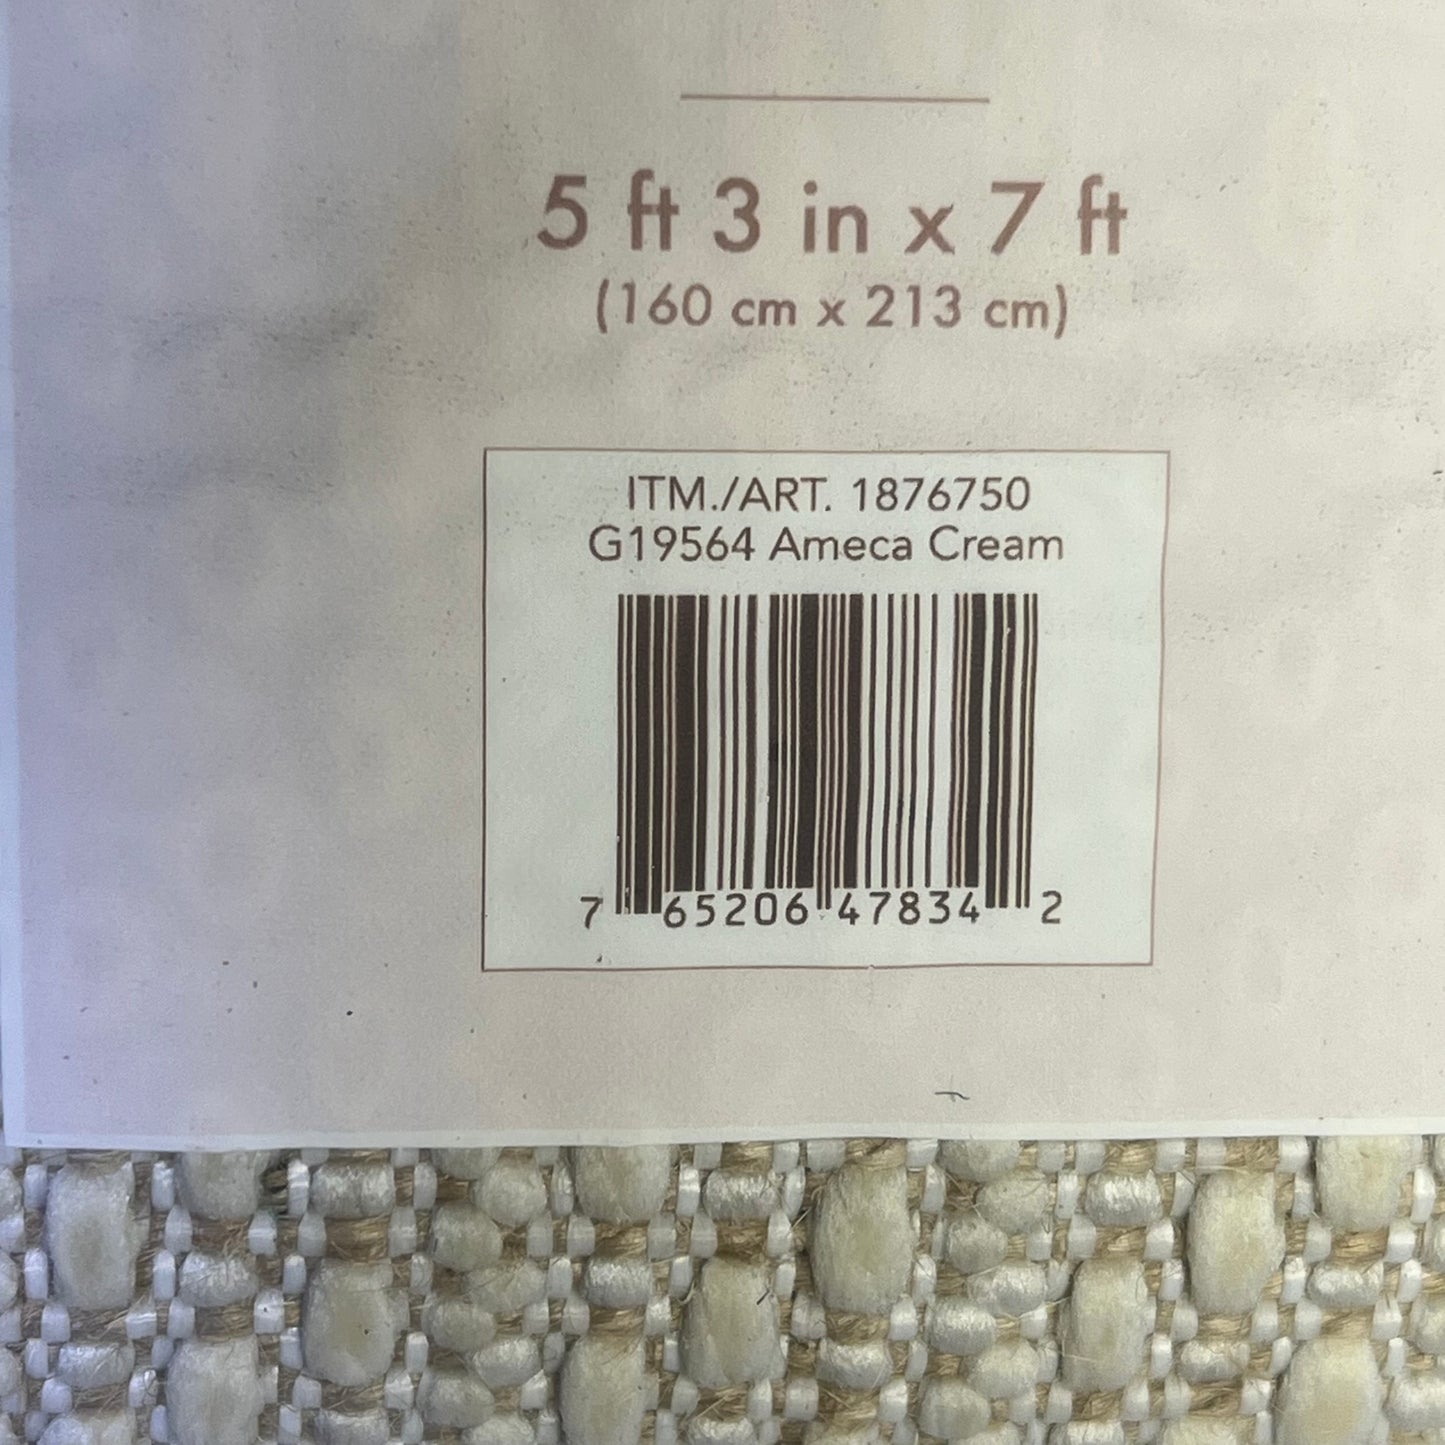 5 ft 3 in x 7 ft
(160 cm x 213 cm)
ITM./ART. 1876750
G19564 Ameca Cream
7 65206 47834 2